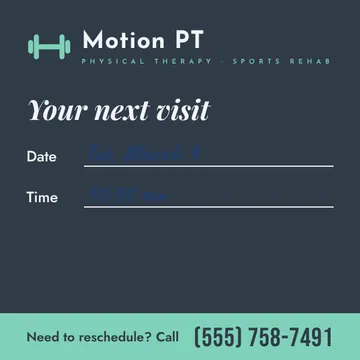 Motion PT
PHYSICAL THERAPY · SPORTS REHAB
Your next visit
Date
Time
Need to reschedule? Call (555) 758-7491